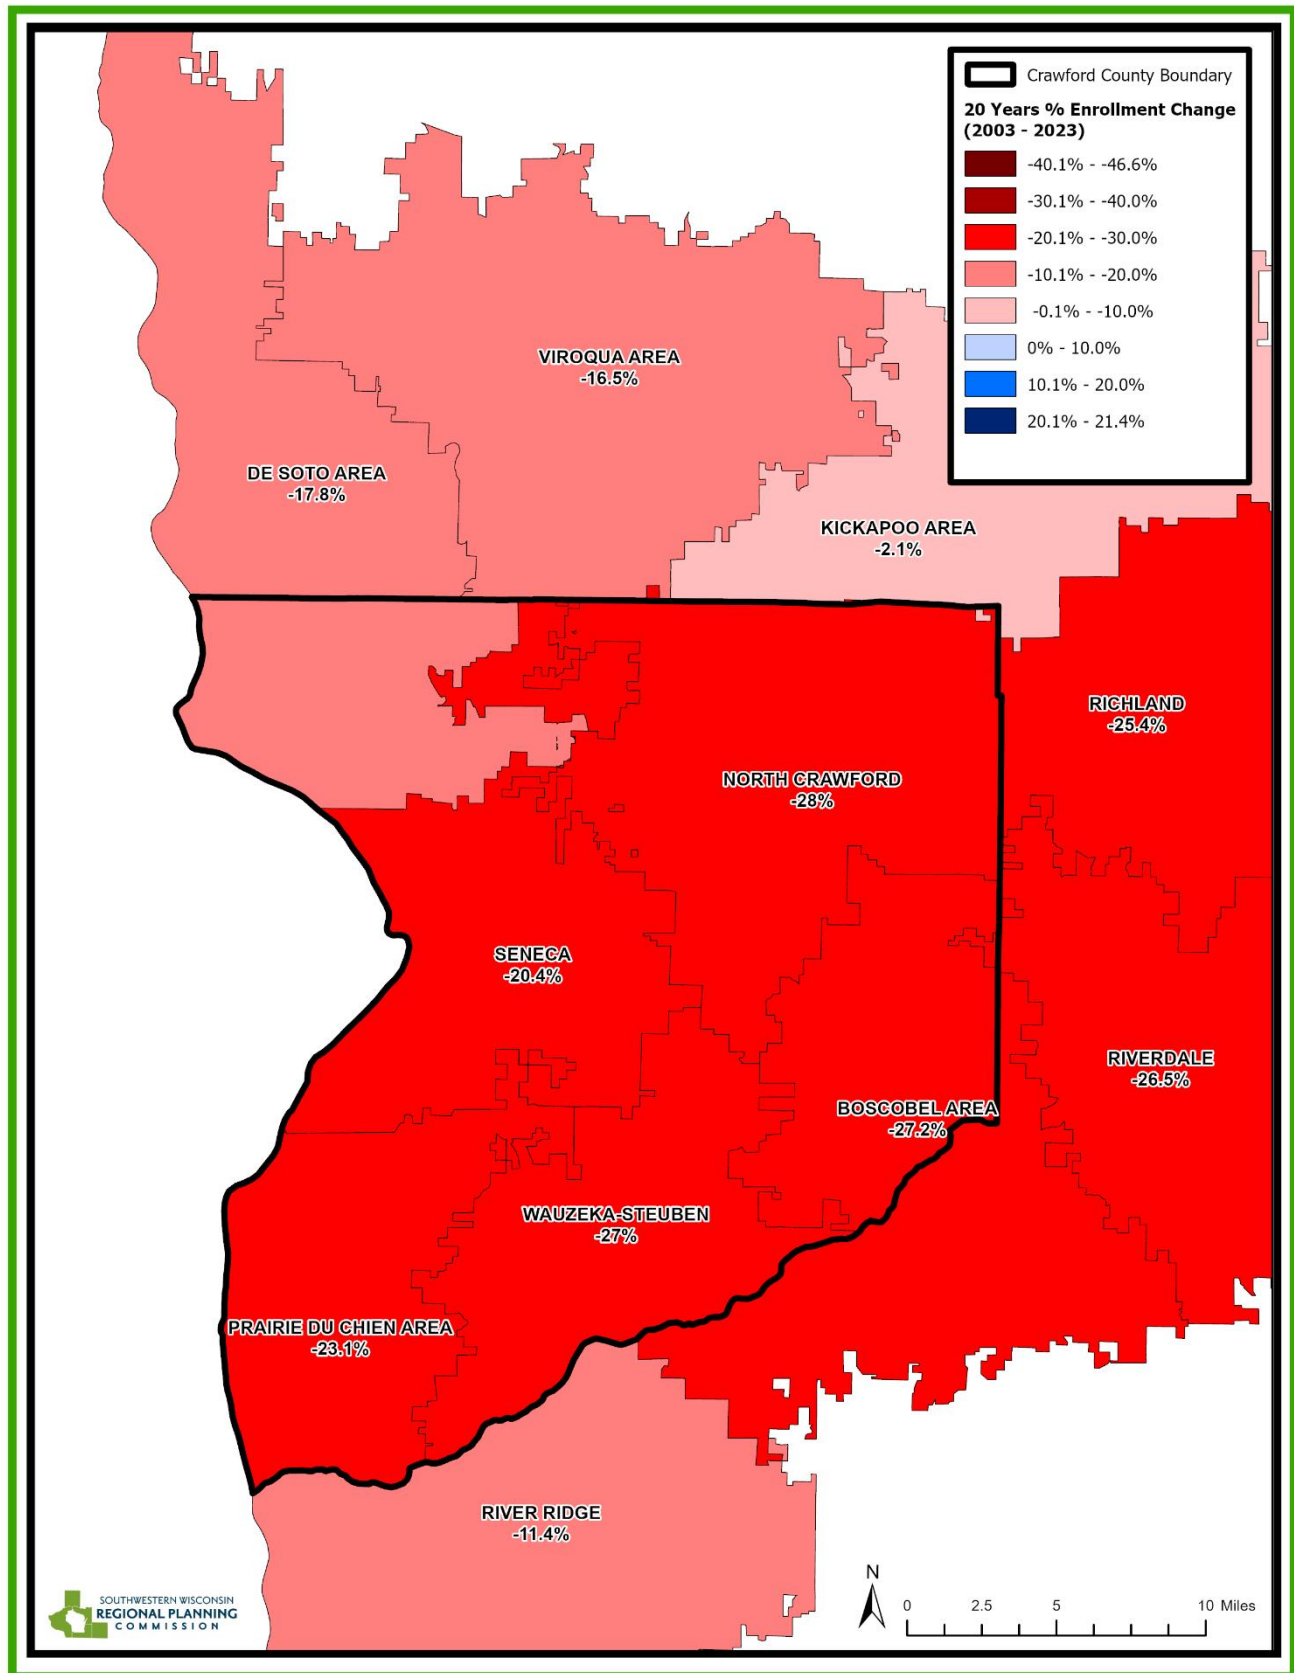 Crawford County Boundary
20 Years % Enrollment Change
(2003 - 2023)
-40.1% - -46.6%
-30.1% - -40.0%
-20.1% - -30.0%
-10.1% - -20.0%
-0.1% - -10.0%
0% - 10.0%
10.1% - 20.0%
20.1% - 21.4%
VIROQUA AREA
-16.5%
DE SOTO AREA
-17.8%
KICKAPOO AREA
-2.1%
RICHLAND
-25.4%
NORTH CRAWFORD
-28%
SENECA
-20.4%
RIVERDALE
-26.5%
BOSCOBEL AREA
-27.2%
WAUZEKA-STEUBEN
-27%
PRAIRIE DU CHIEN AREA
-23.1%
RIVER RIDGE
-11.4%
SOUTHWESTERN WISCONSIN
REGIONAL PLANNING
COMMISSION
N
0 2.5 5 10 Miles